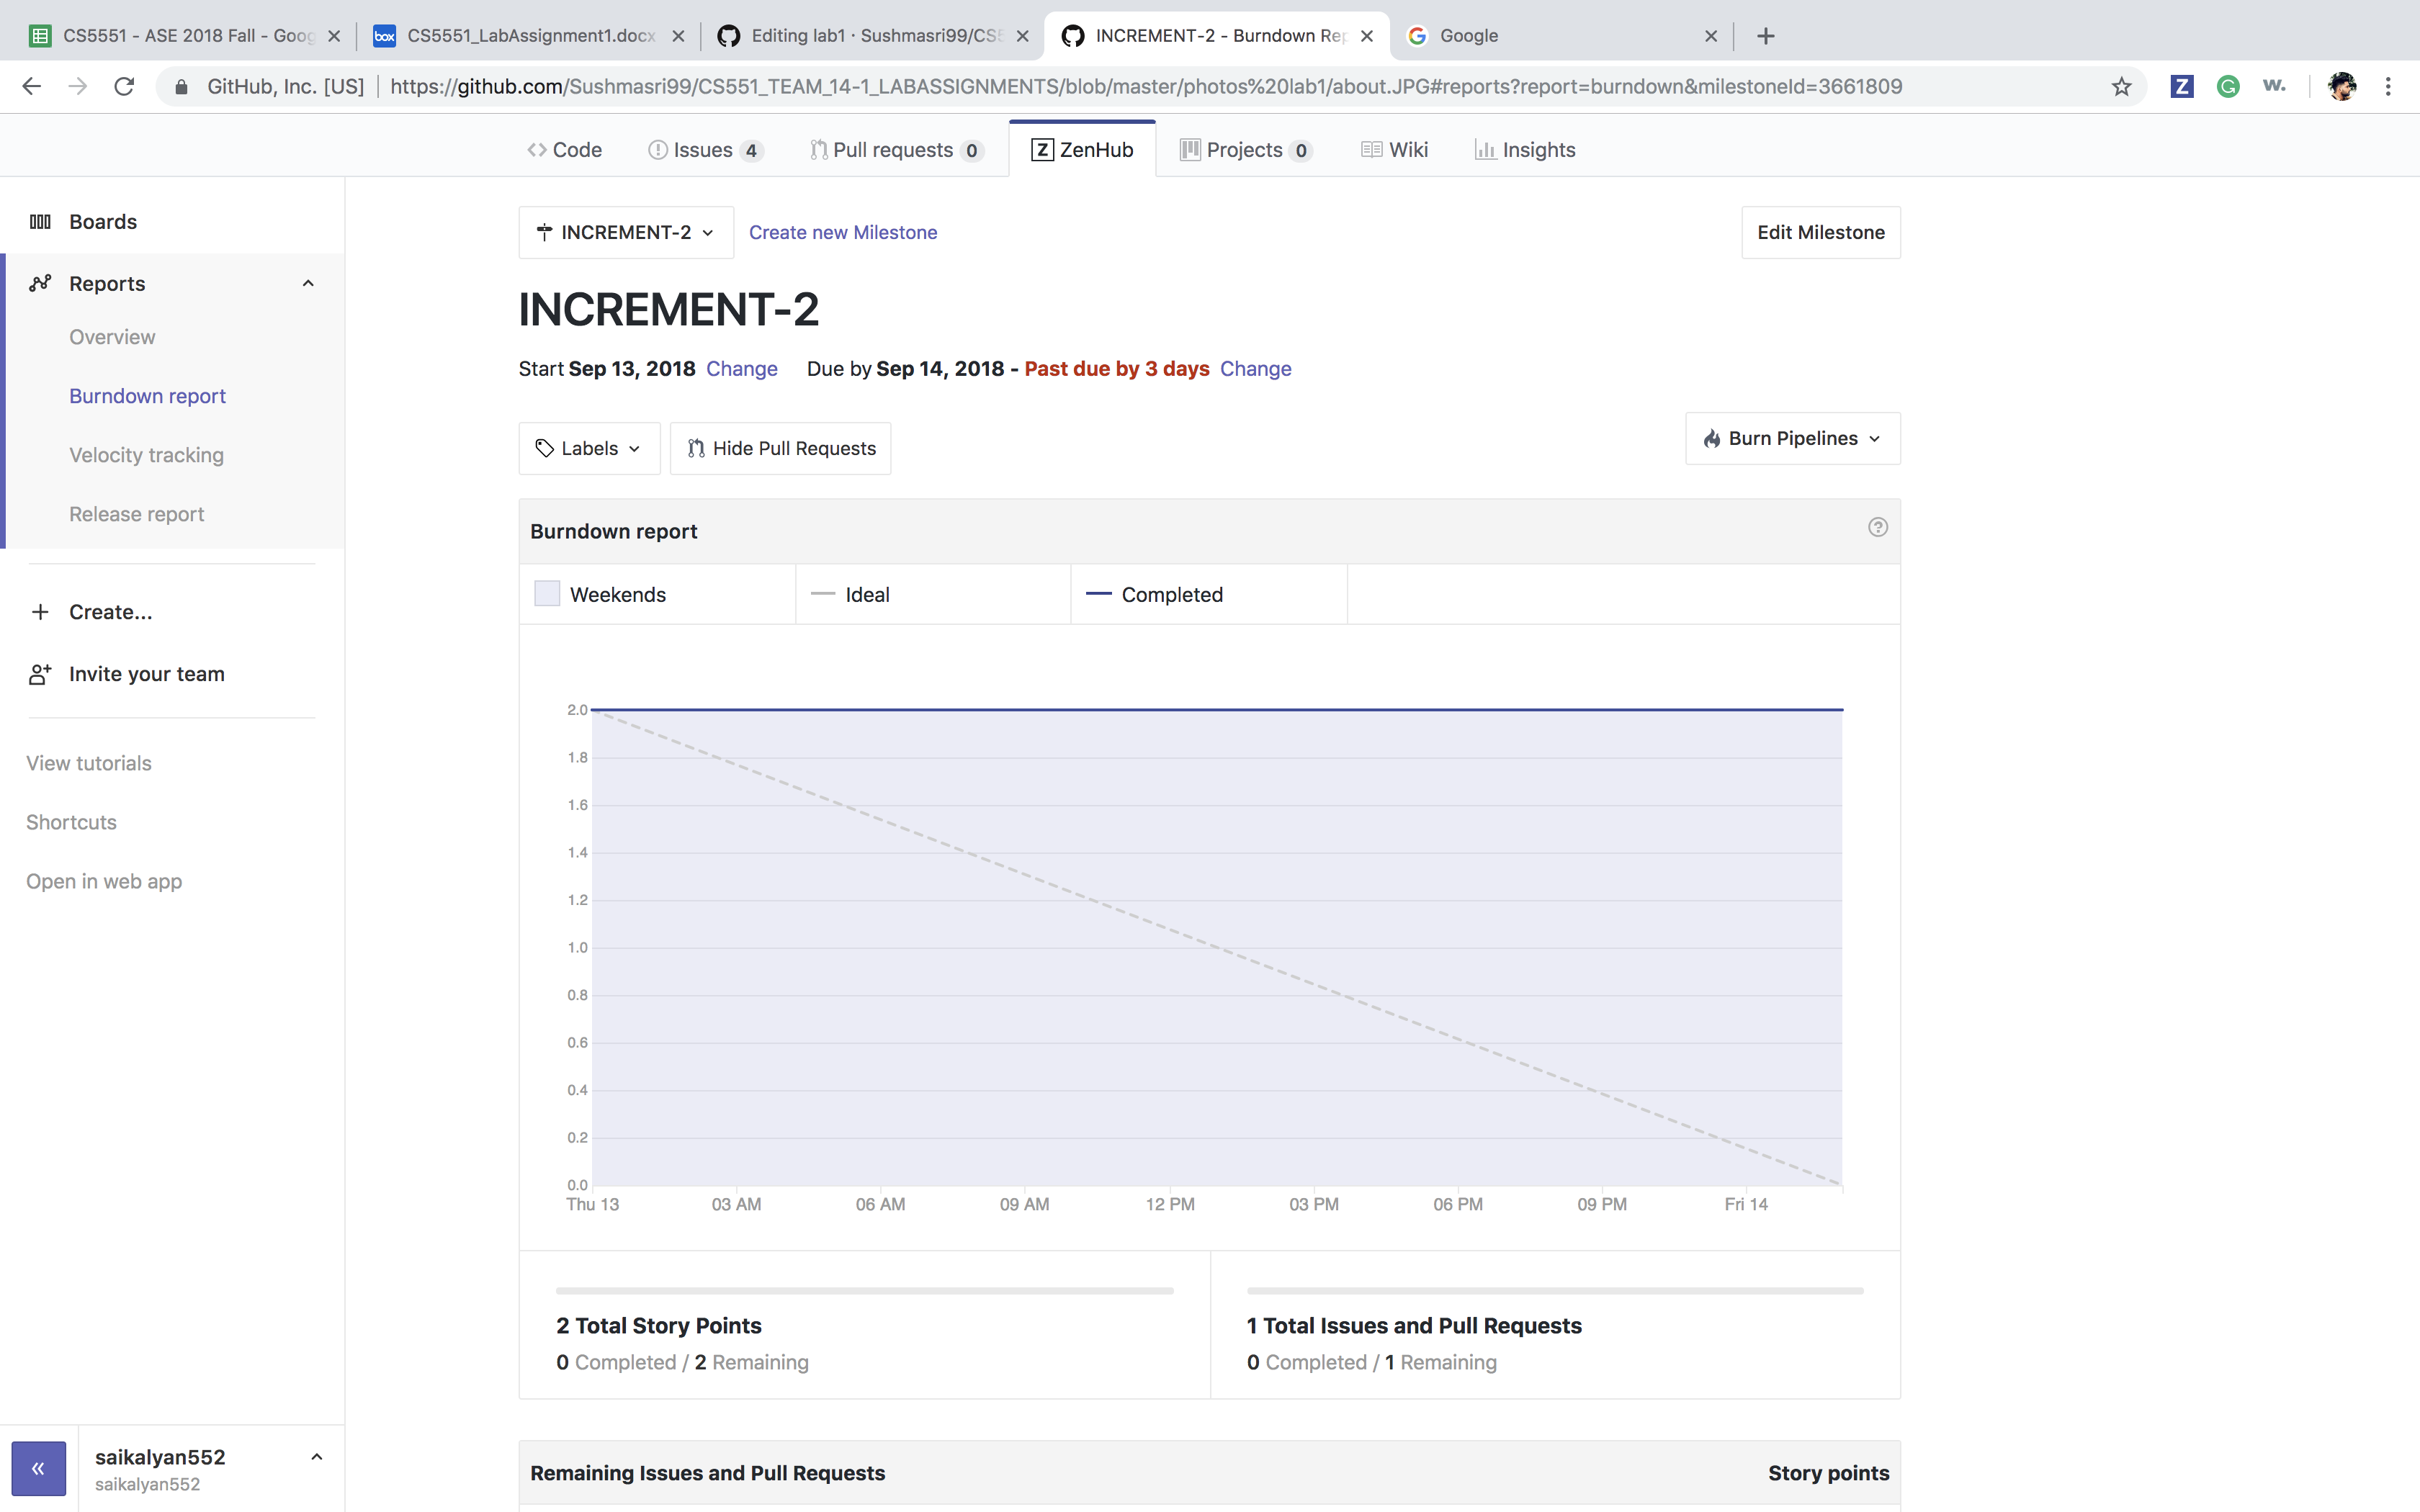 CS5551 - ASE 2018 Fall - Goog
box CS5551_LabAssignment1.docx
Editing lab1 · Sushmasri99/CS5
INCREMENT-2 - Burndown Rep
Google
GitHub, Inc. [US] https://github.com/Sushmasri99/CS551_TEAM_14-1_LABASSIGNMENTS/blob/master/photos%20lab1/about.JPG#reports?report=burndown&milestoneId=3661809
Z G w.
Code Issues 4 Pull requests 0 Z ZenHub Projects 0 Wiki Insights
Boards
Reports
Overview
Burndown report
Velocity tracking
Release report
Create...
Invite your team
View tutorials
Shortcuts
Open in web app
saikalyan552
saikalyan552
INCREMENT-2 Create new Milestone Edit Milestone
INCREMENT-2
Start Sep 13, 2018 Change Due by Sep 14, 2018 - Past due by 3 days Change
Labels Hide Pull Requests Burn Pipelines
Burndown report
Weekends Ideal Completed
2.0
1.8
1.6
1.4
1.2
1.0
0.8
0.6
0.4
0.2
0.0
Thu 13 03 AM 06 AM 09 AM 12 PM 03 PM 06 PM 09 PM Fri 14
2 Total Story Points
0 Completed / 2 Remaining
1 Total Issues and Pull Requests
0 Completed / 1 Remaining
Remaining Issues and Pull Requests Story points